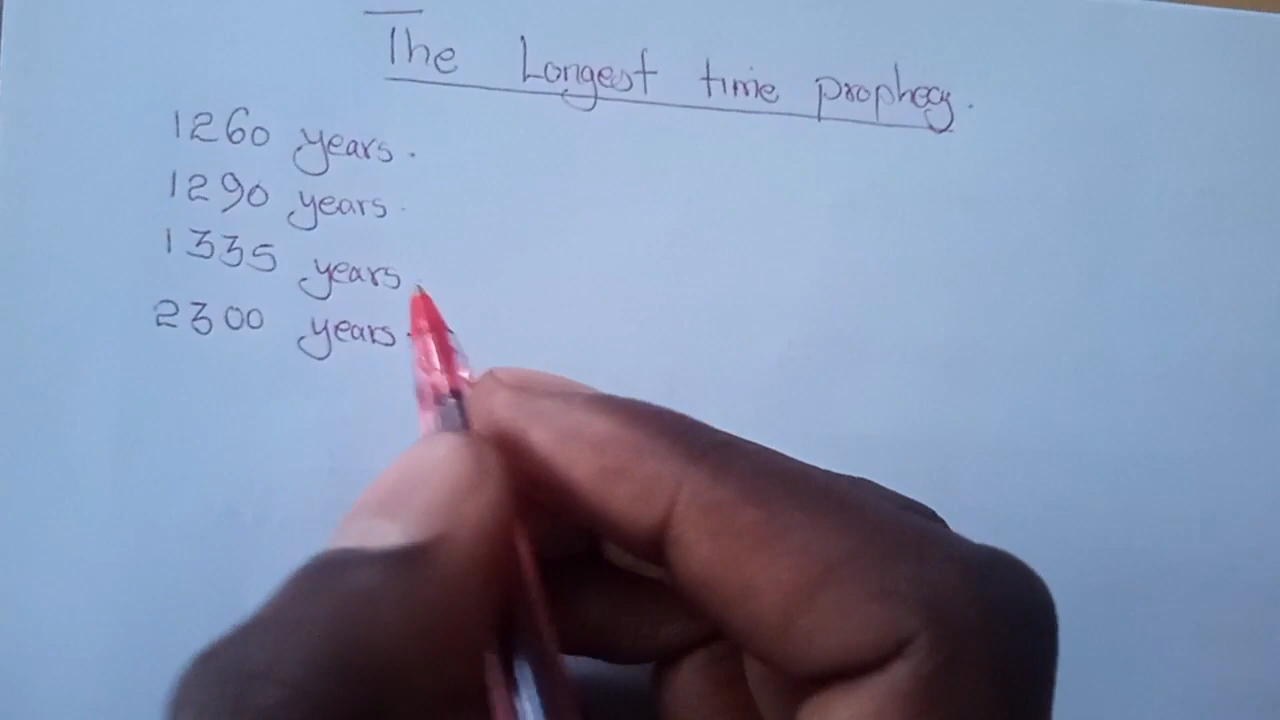 The Longest time prophecy.
1260 years.
1290 years.
1335 years.
2300 years.